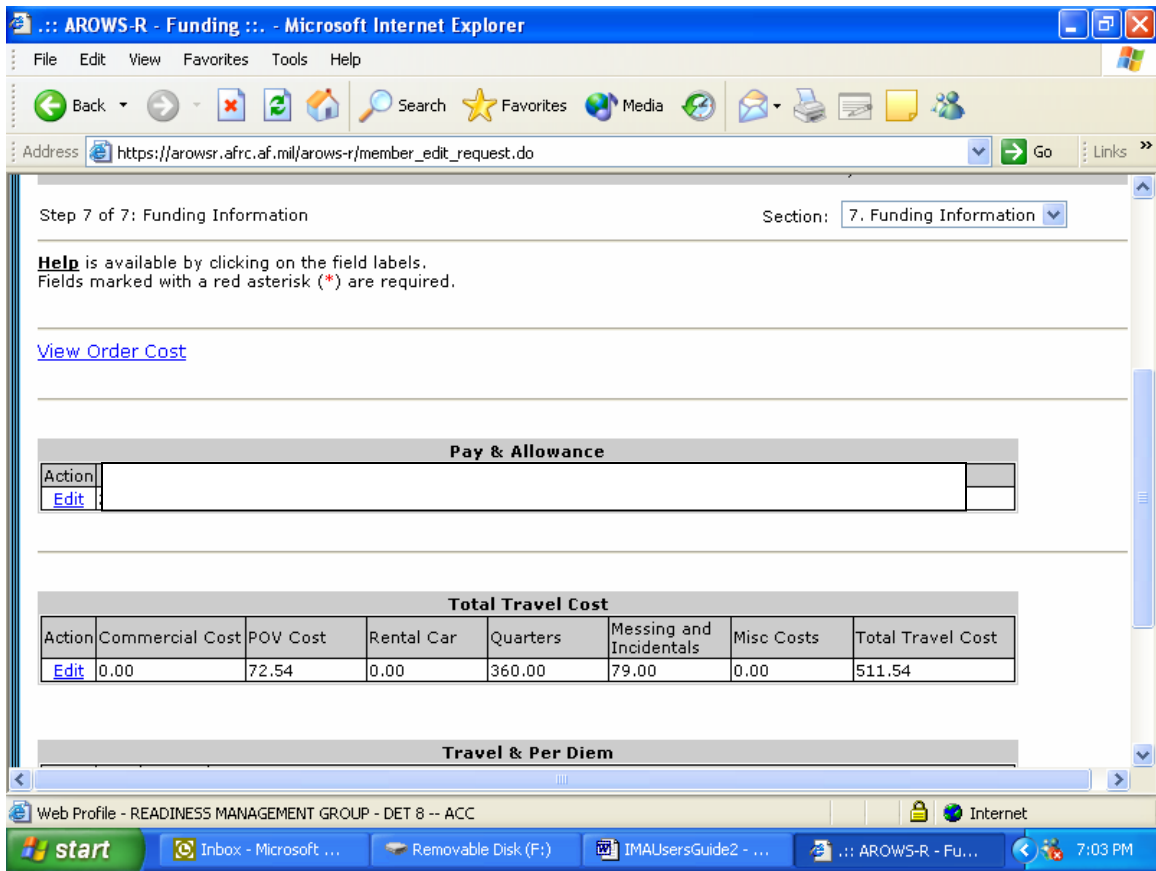 .:: AROWS-R - Funding ::. - Microsoft Internet Explorer
File Edit View Favorites Tools Help
Back Search Favorites Media
Address https://arowsr.afrc.af.mil/arows-r/member_edit_request.do Go Links »
Step 7 of 7: Funding Information Section: 7. Funding Information
Help is available by clicking on the field labels.
Fields marked with a red asterisk (*) are required.
View Order Cost
Pay & Allowance
Action
Edit
Total Travel Cost
Action Commercial Cost POV Cost Rental Car Quarters Messing and Incidentals Misc Costs Total Travel Cost
Edit 0.00 72.54 0.00 360.00 79.00 0.00 511.54
Travel & Per Diem
Web Profile - READINESS MANAGEMENT GROUP - DET 8 -- ACC Internet
start Inbox - Microsoft ... Removable Disk (F:) IMAUsersGuide2 - ... .:: AROWS-R - Fu... 7:03 PM